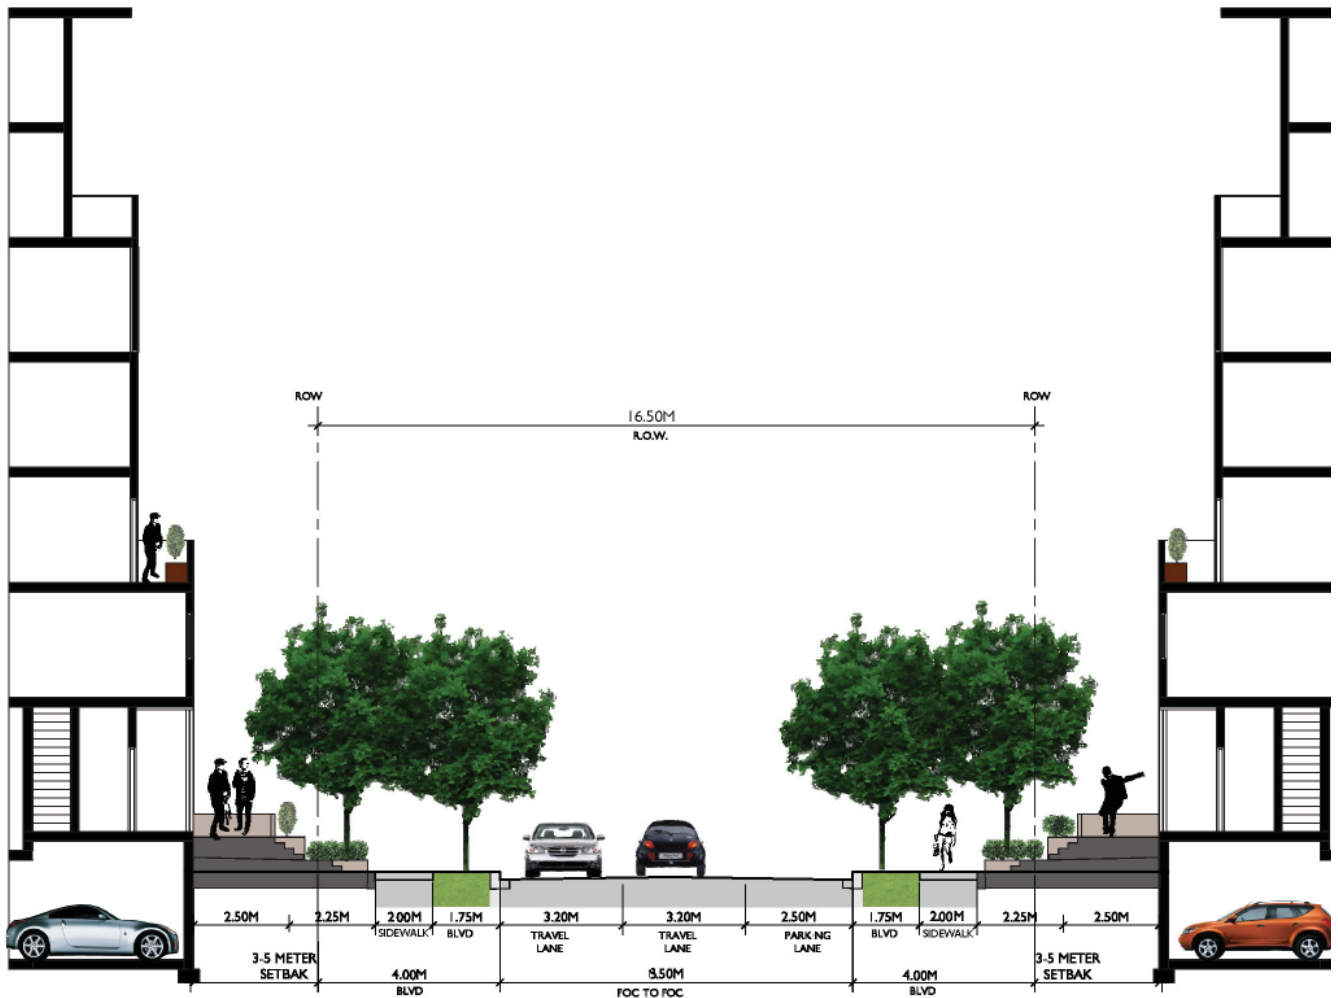 ROW
ROW
16.50M
R.O.W.
2.50M 2.25M 2.00M 1.75M 3.20M 3.20M 2.50M 1.75M 2.00M 2.25M 2.50M
SIDEWALK BLVD TRAVEL LANE TRAVEL LANE PARKING LANE BLVD SIDEWALK
3-5 METER SETBAK
3-5 METER SETBAK
4.00M 8.50M 4.00M
BLVD FOC TO FOC BLVD